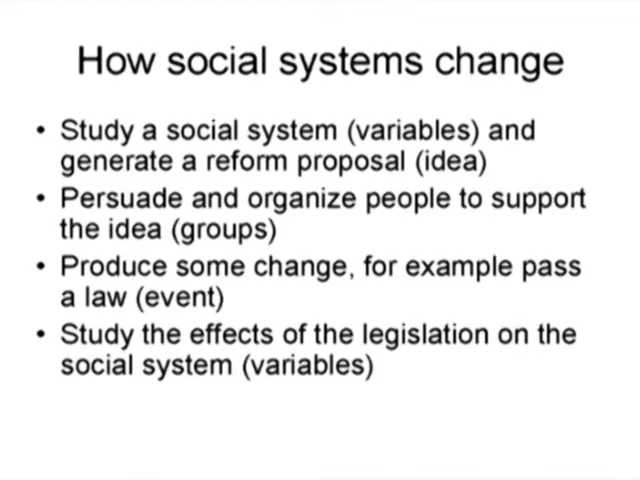 How social systems change
• Study a social system (variables) and
generate a reform proposal (idea)
• Persuade and organize people to support
the idea (groups)
• Produce some change, for example pass
a law (event)
• Study the effects of the legislation on the
social system (variables)